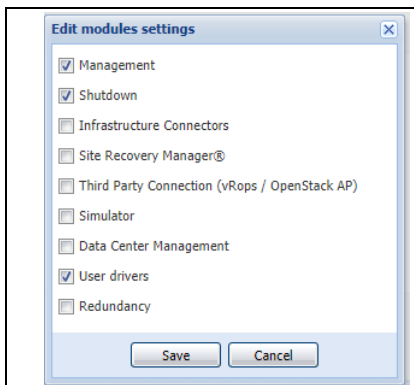 Edit modules settings
Management
Shutdown
Infrastructure Connectors
Site Recovery Manager®
Third Party Connection (vRops / OpenStack AP)
Simulator
Data Center Management
User drivers
Redundancy
Save Cancel